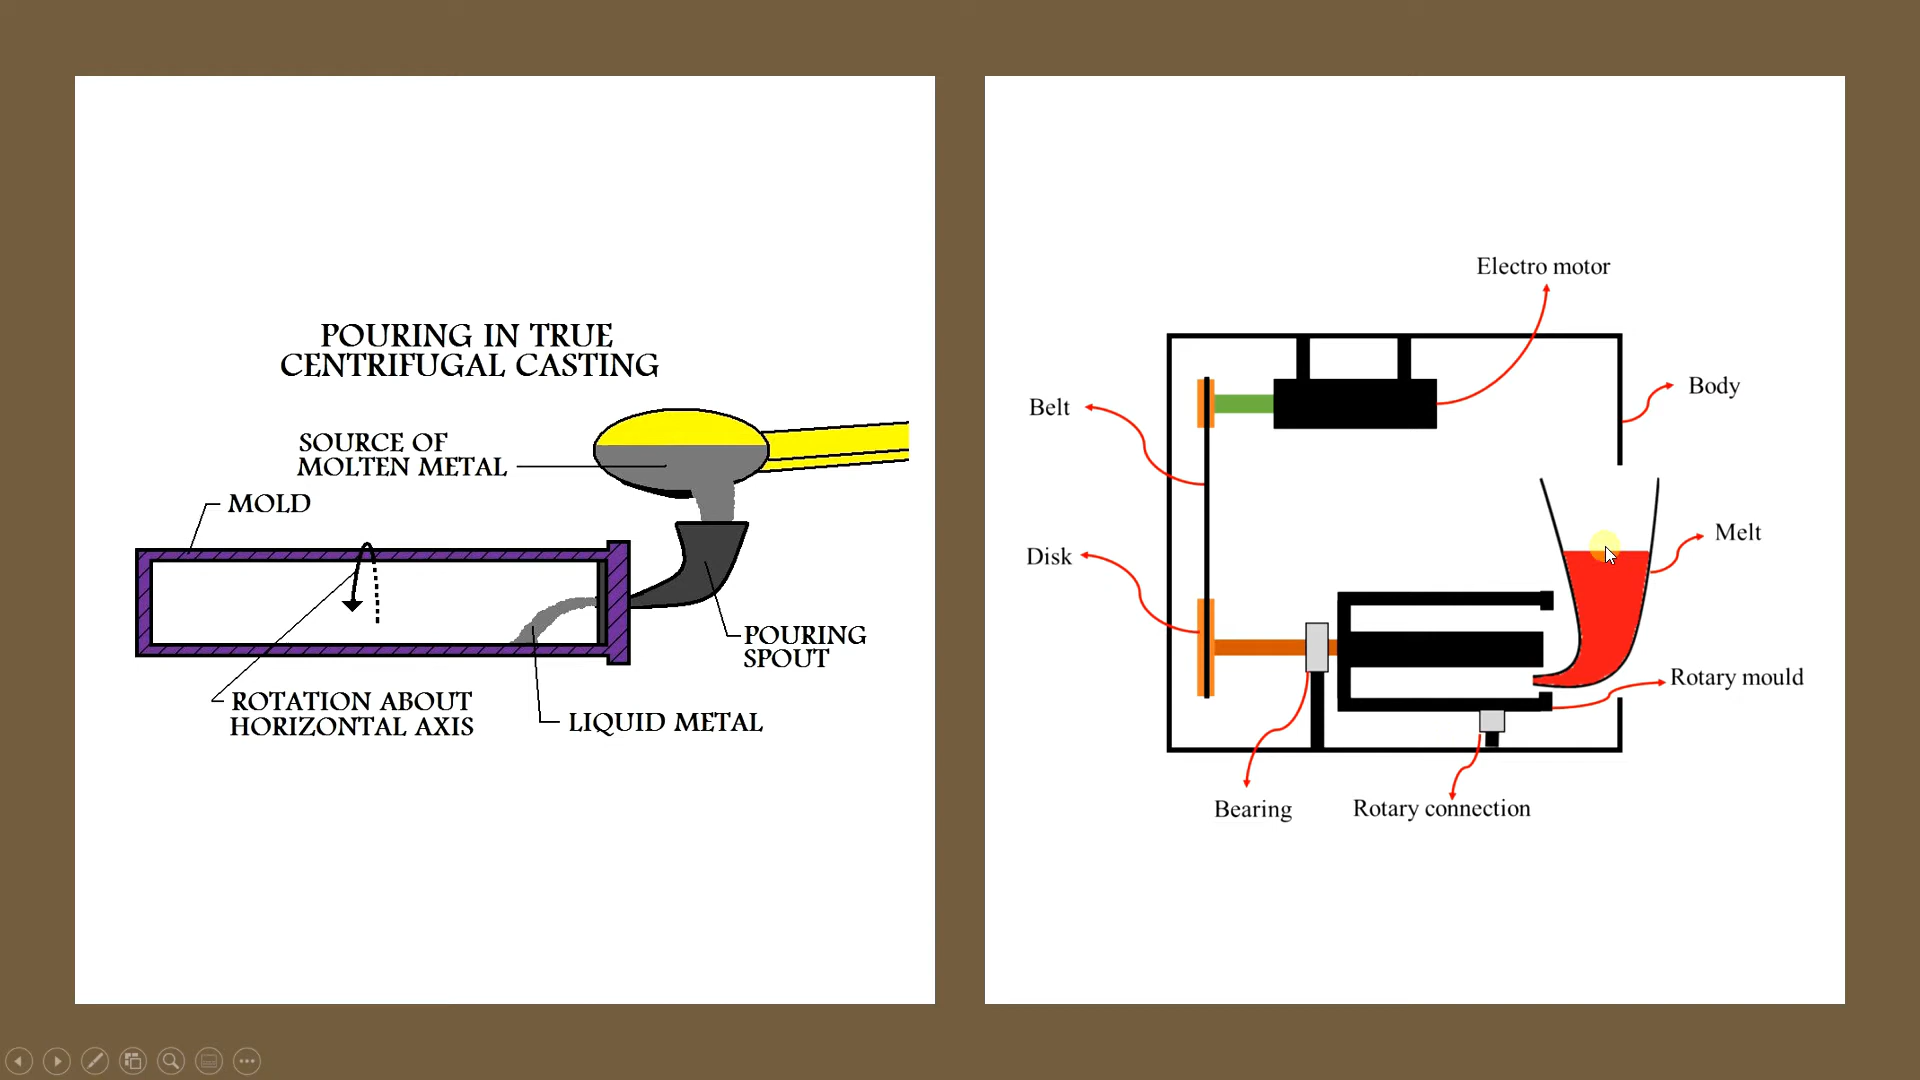 POURING IN TRUE
CENTRIFUGAL CASTING
SOURCE OF
MOLTEN METAL
MOLD
POURING
SPOUT
ROTATION ABOUT
HORIZONTAL AXIS
LIQUID METAL
Electro motor
Body
Belt
Melt
Disk
Rotary mould
Bearing
Rotary connection